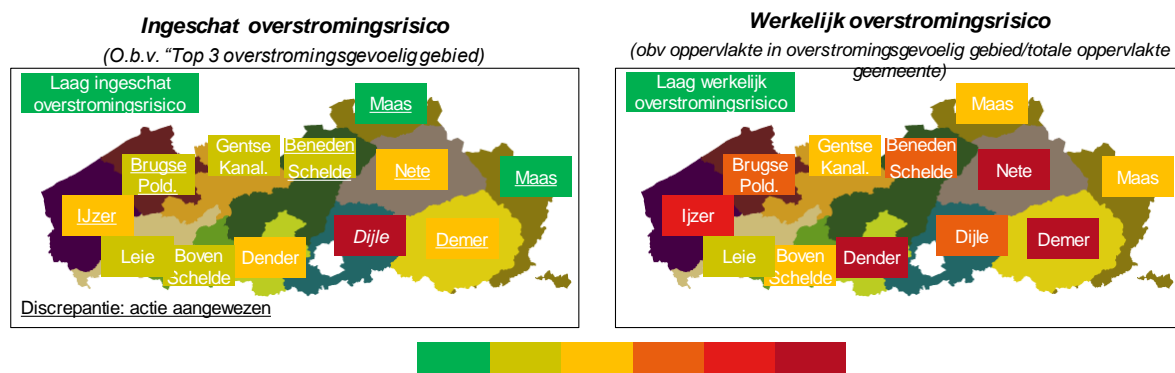 Ingeschat overstromingsrisico
(O.b.v. “Top 3 overstromingsgevoelig gebied)
Laag ingeschat
overstromingsrisico
Maas
Gentse
Kanal.
Beneden
Schelde
Brugse
Pold.
Nete
Maas
IJzer
Dijle
Demer
Leie
Boven
Schelde
Dender
Discrepantie: actie aangewezen
Werkelijk overstromingsrisico
(obv oppervlakte in overstromingsgevoelig gebied/totale oppervlakte
geemeente)
Laag werkelijk
overstromingsrisico
Maas
Gentse
Kanal.
Beneden
Schelde
Brugse
Pold.
Nete
Maas
Ijzer
Dijle
Demer
Leie
Boven
Schelde
Dender